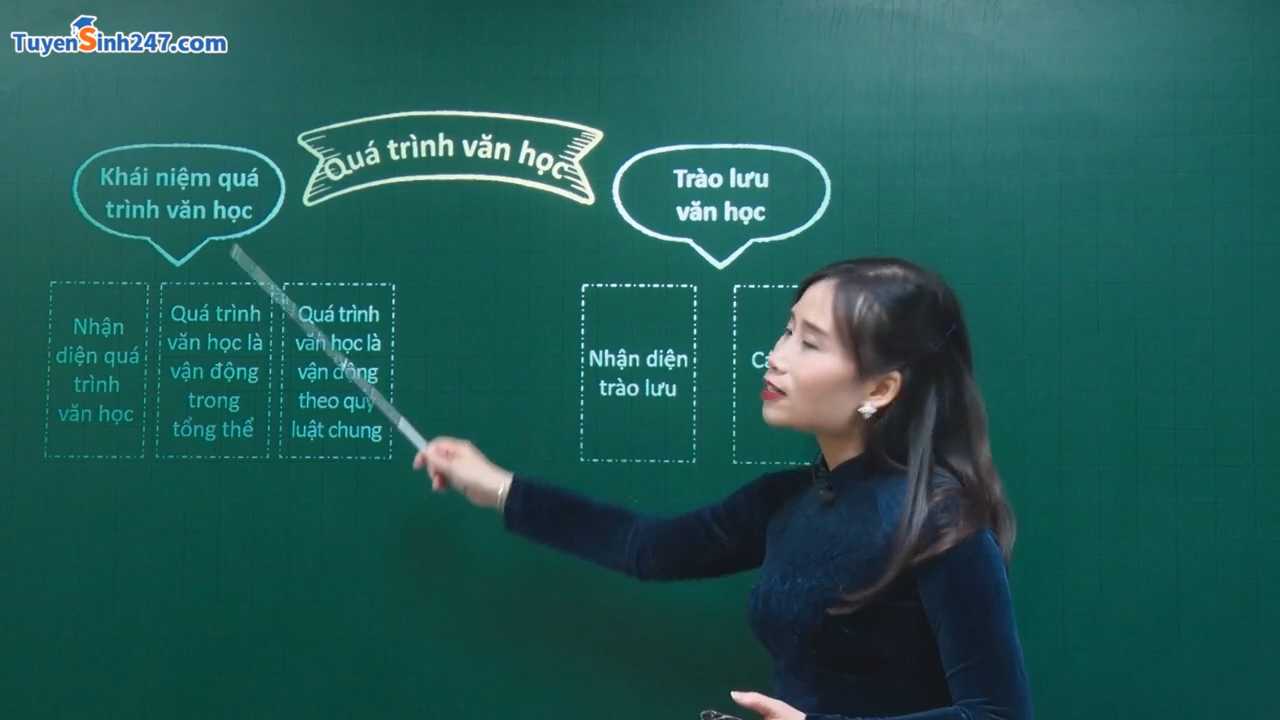 TuyenSinh247.com
Quá trình văn học
Khái niệm quá
trình văn học
Trào lưu
văn học
Nhận
diện quá
trình
văn học
Quá trình
văn học là
vận động
trong
tổng thể
Quá trình
văn học là
vận động
theo quy
luật chung
Nhận diện
trào lưu